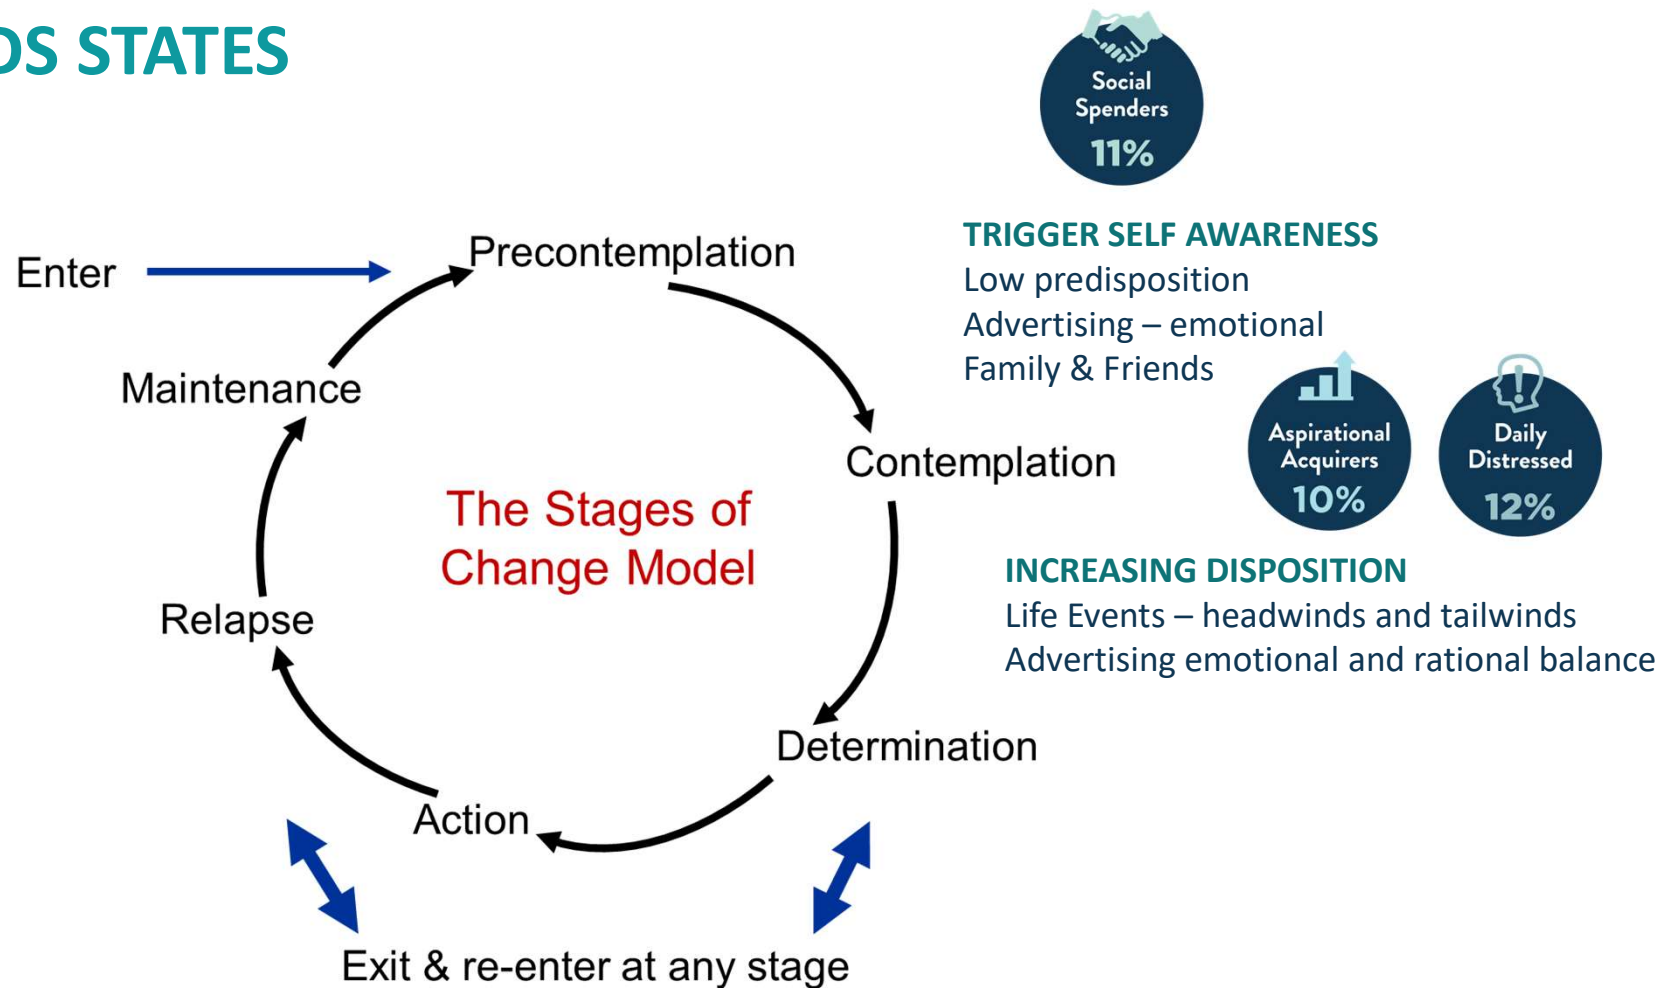 DS STATES
Social
Spenders
11%
TRIGGER SELF AWARENESS
Low predisposition
Advertising – emotional
Family & Friends
Enter
Precontemplation
Maintenance
Contemplation
Aspirational
Acquirers
10%
Daily
Distressed
12%
The Stages of
Change Model
INCREASING DISPOSITION
Life Events – headwinds and tailwinds
Advertising emotional and rational balance
Relapse
Determination
Action
Exit & re-enter at any stage